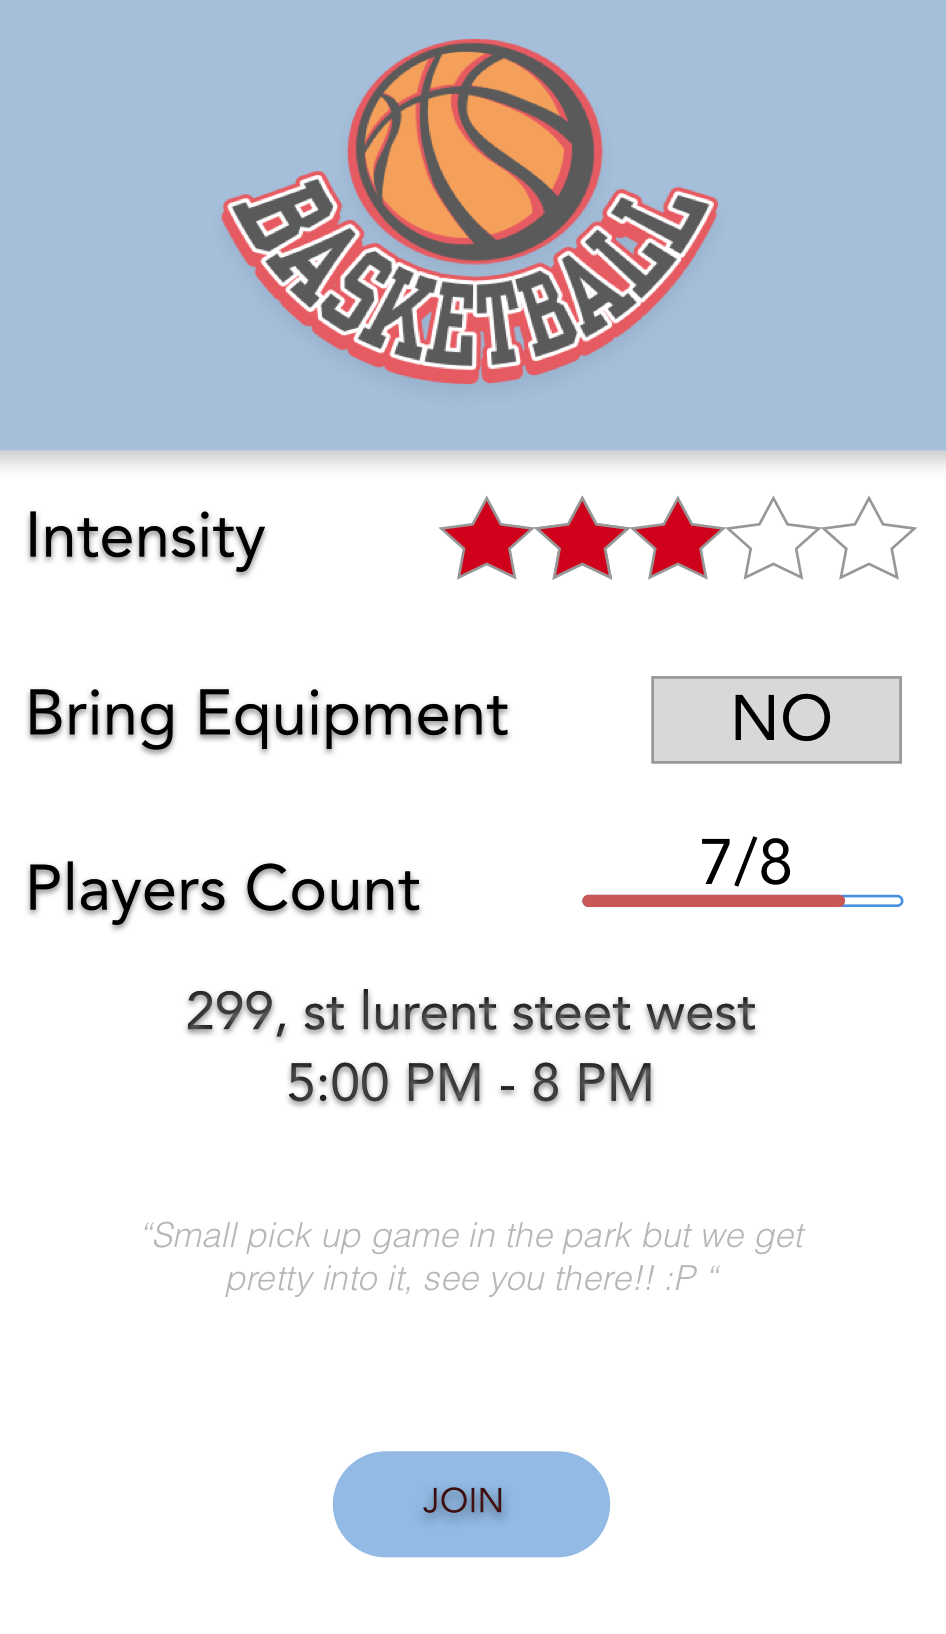 BASKETBALL
Intensity
Bring Equipment NO
Players Count 7/8
299, st lurent steet west
5:00 PM - 8 PM
“Small pick up game in the park but we get
pretty into it, see you there!! :P “
JOIN